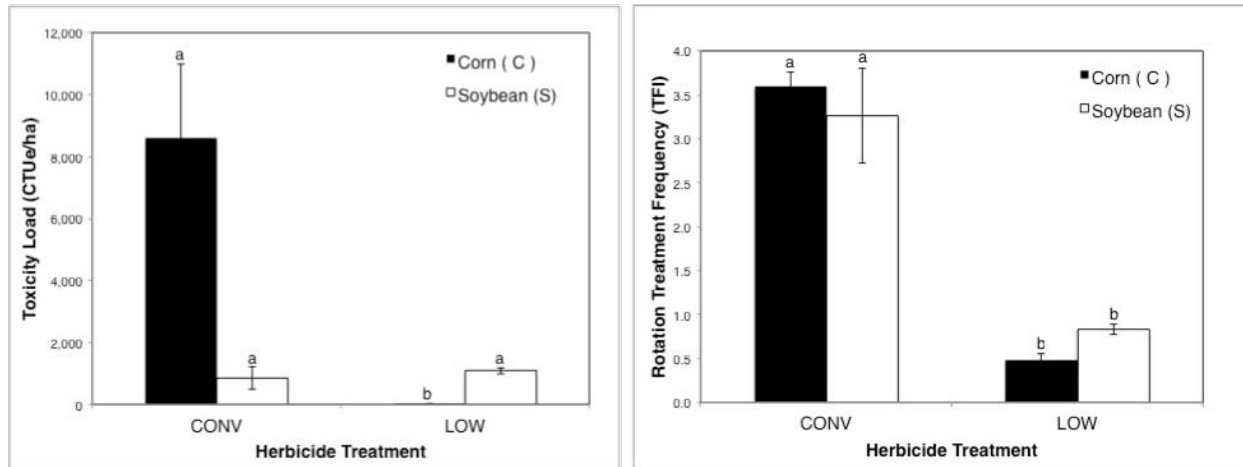 Toxicity Load (CTUe/ha)
12,000
10,000
8,000
6,000
4,000
2,000
0
a
a
b
a
Corn ( C )
Soybean (S)
CONV
LOW
Herbicide Treatment
Rotation Treatment Frequency (TFI)
4.0
3.5
3.0
2.5
2.0
1.5
1.0
0.5
0.0
a
a
b
b
Corn ( C )
Soybean (S)
CONV
LOW
Herbicide Treatment